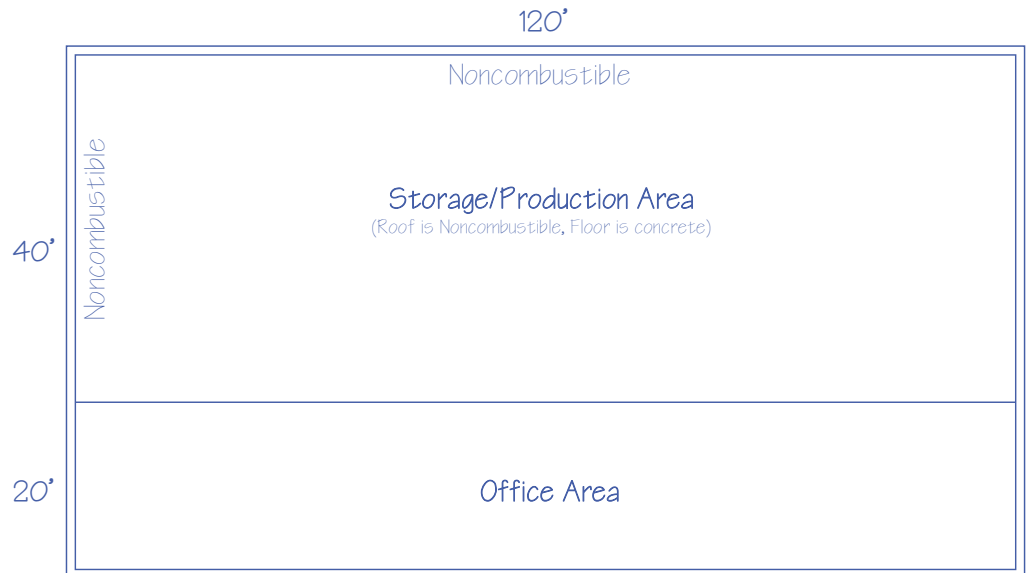 120’
Noncombustible
Noncombustible
Storage/Production Area
(Roof is Noncombustible, Floor is concrete)
40’
Office Area
20’